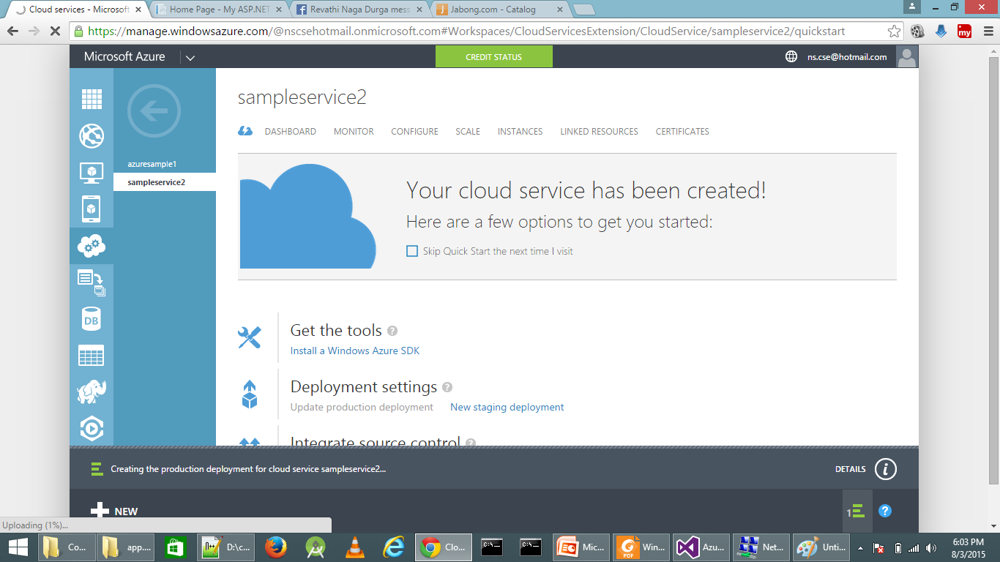 Cloud services - Microsoft
Home Page - My ASP.NET
Revathi Naga Durga mess
Jabong.com - Catalog
https://manage.windowsazure.com/@nscsehotmail.onmicrosoft.com#Workspaces/CloudServicesExtension/CloudService/sampleservice2/quickstart
my
Microsoft Azure
CREDIT STATUS
ns.cse@hotmail.com
azuresample1
sampleservice2
DB
sampleservice2
DASHBOARD MONITOR CONFIGURE SCALE INSTANCES LINKED RESOURCES CERTIFICATES
Your cloud service has been created!
Here are a few options to get you started:
Skip Quick Start the next time I visit
Get the tools ?
Install a Windows Azure SDK
Deployment settings ?
Update production deployment New staging deployment
Integrate source control ?
Creating the production deployment for cloud service sampleservice2...
DETAILS i
NEW
1
?
Uploading (1%)...
Co...
app....
D:\c...
Clo...
Mic...
PDF
Win...
Azu...
Net...
Unti...
6:03 PM
8/3/2015